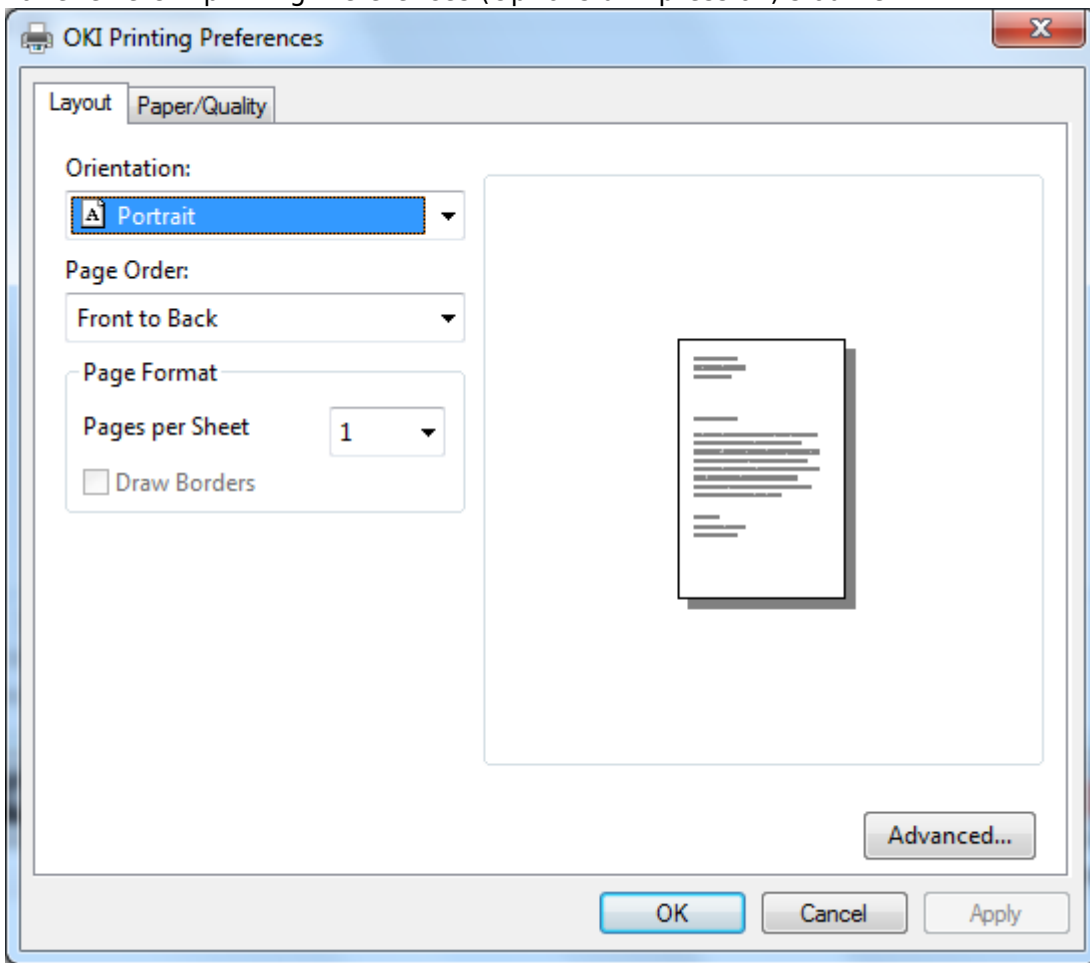 OKI Printing Preferences
Layout
Paper/Quality
Orientation:
A Portrait
Page Order:
Front to Back
Page Format
Pages per Sheet 1
Draw Borders
Advanced...
OK
Cancel
Apply